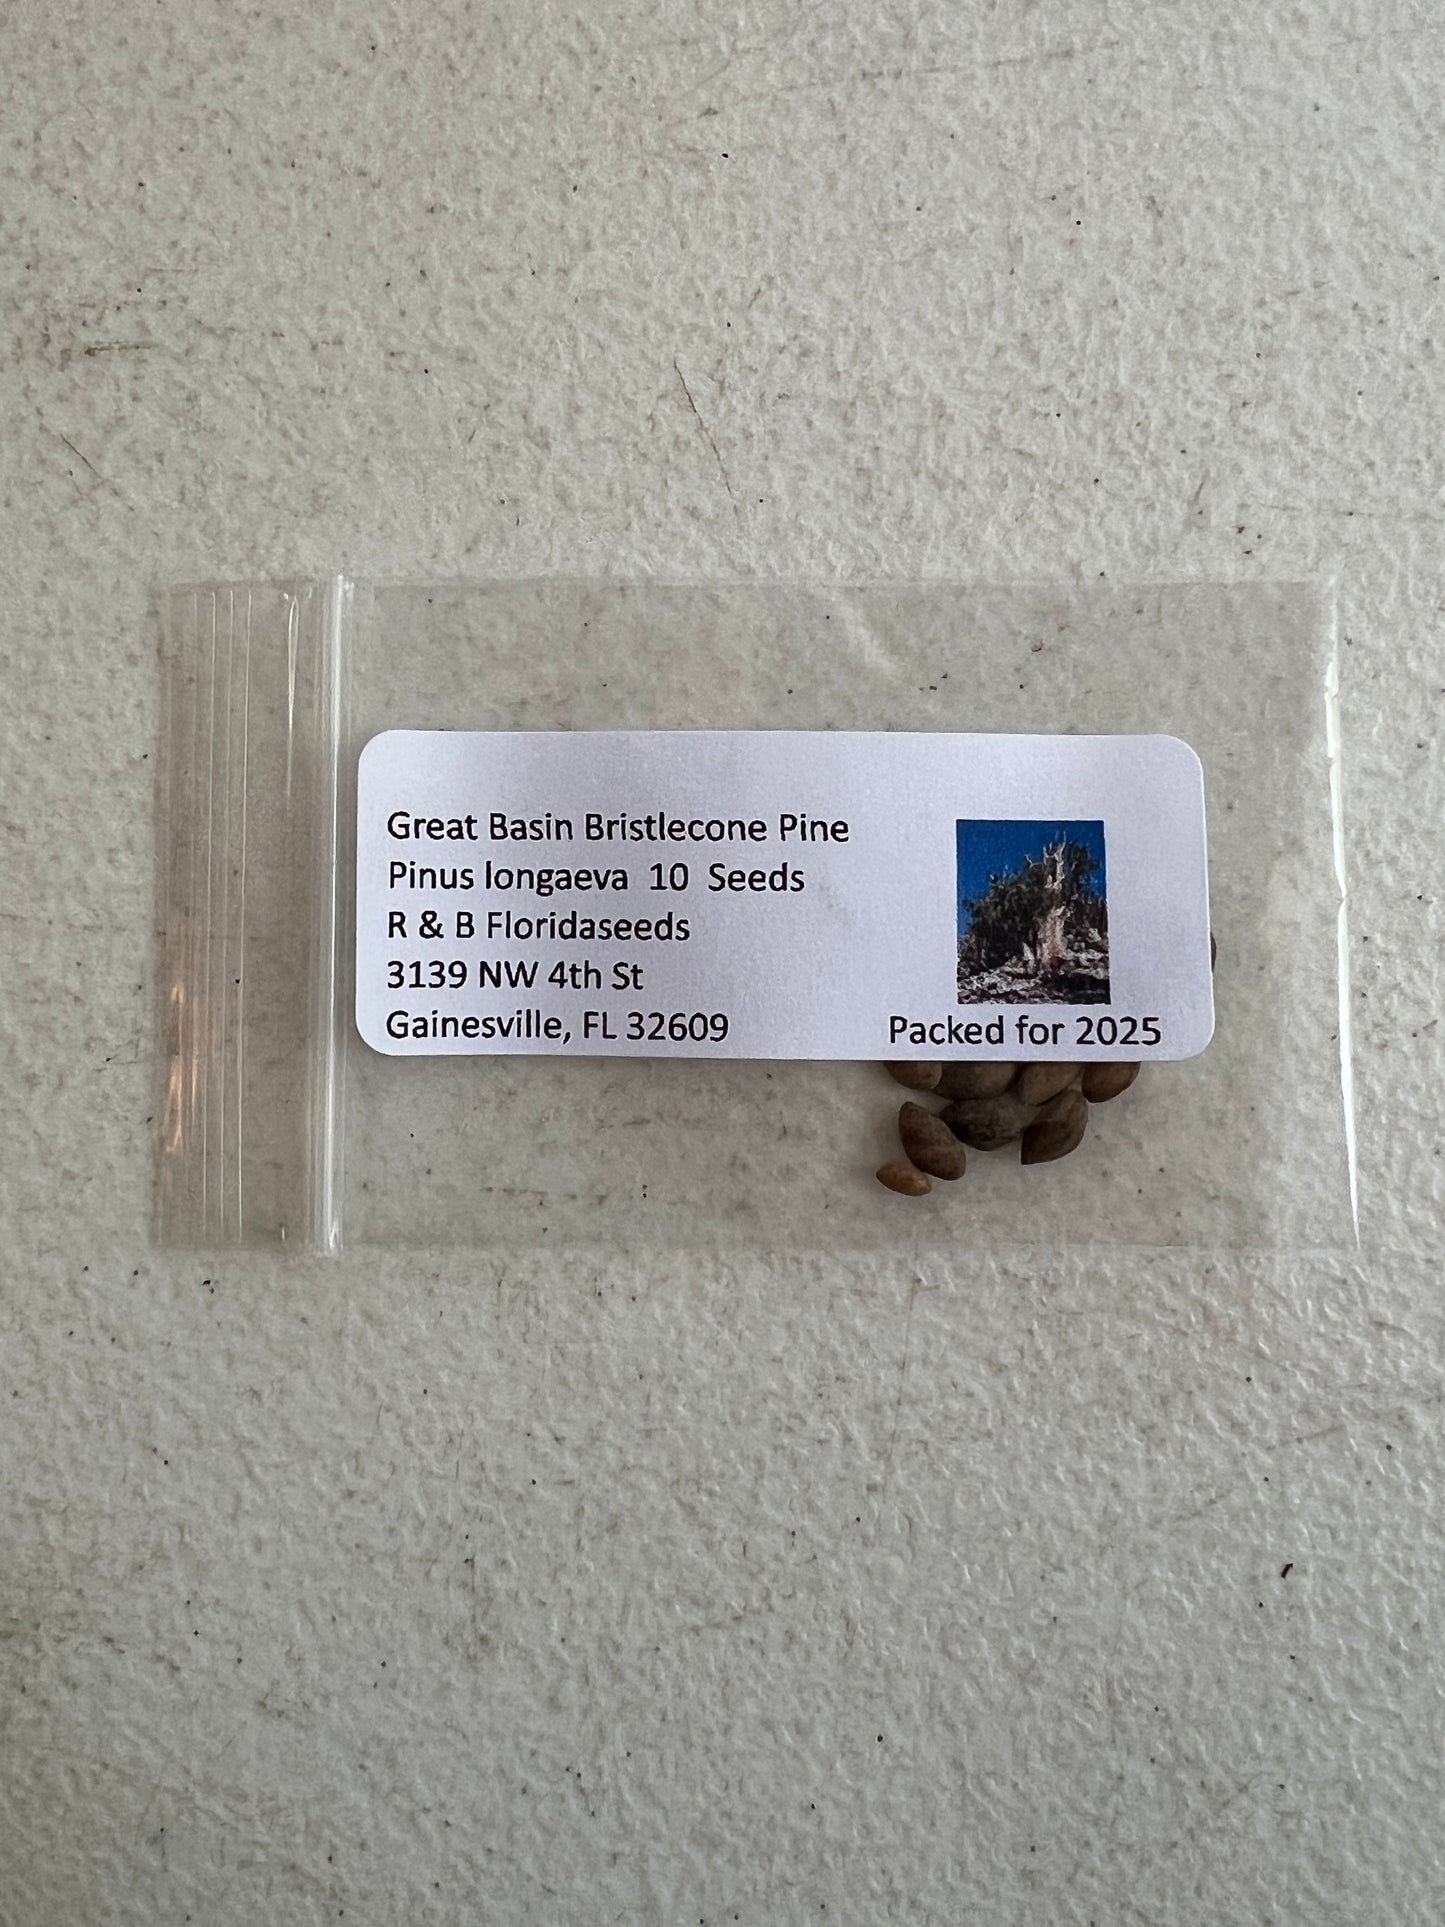 Great Basin Bristlecone Pine
Pinus longaeva 10 Seeds
R & B Floridaseeds
3139 NW 4th St
Gainesville, FL 32609
Packed for 2025